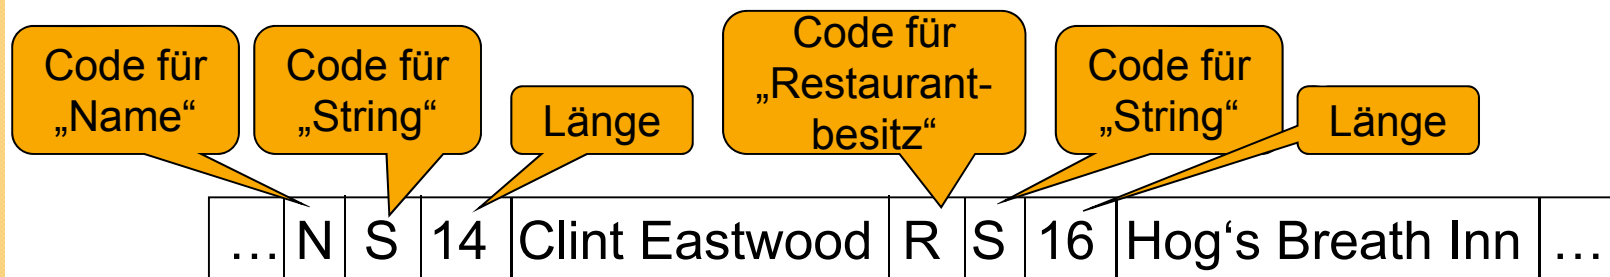 Code für
„Name“
Code für
„String“
Länge
Code für
„Restaurant-
besitz“
Code für
„String“
Länge
... N S 14 Clint Eastwood R S 16 Hog‘s Breath Inn ...